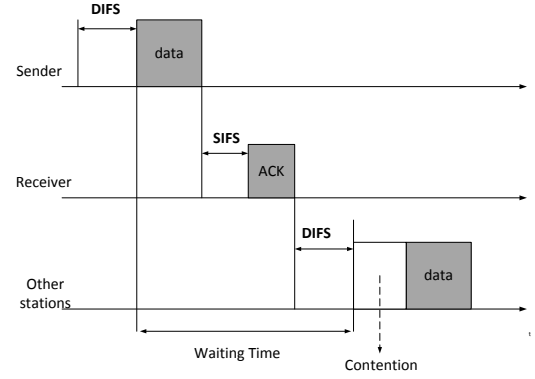 DIFS
data
Sender
SIFS
ACK
Receiver
DIFS
data
Other
stations
t
Waiting Time
Contention